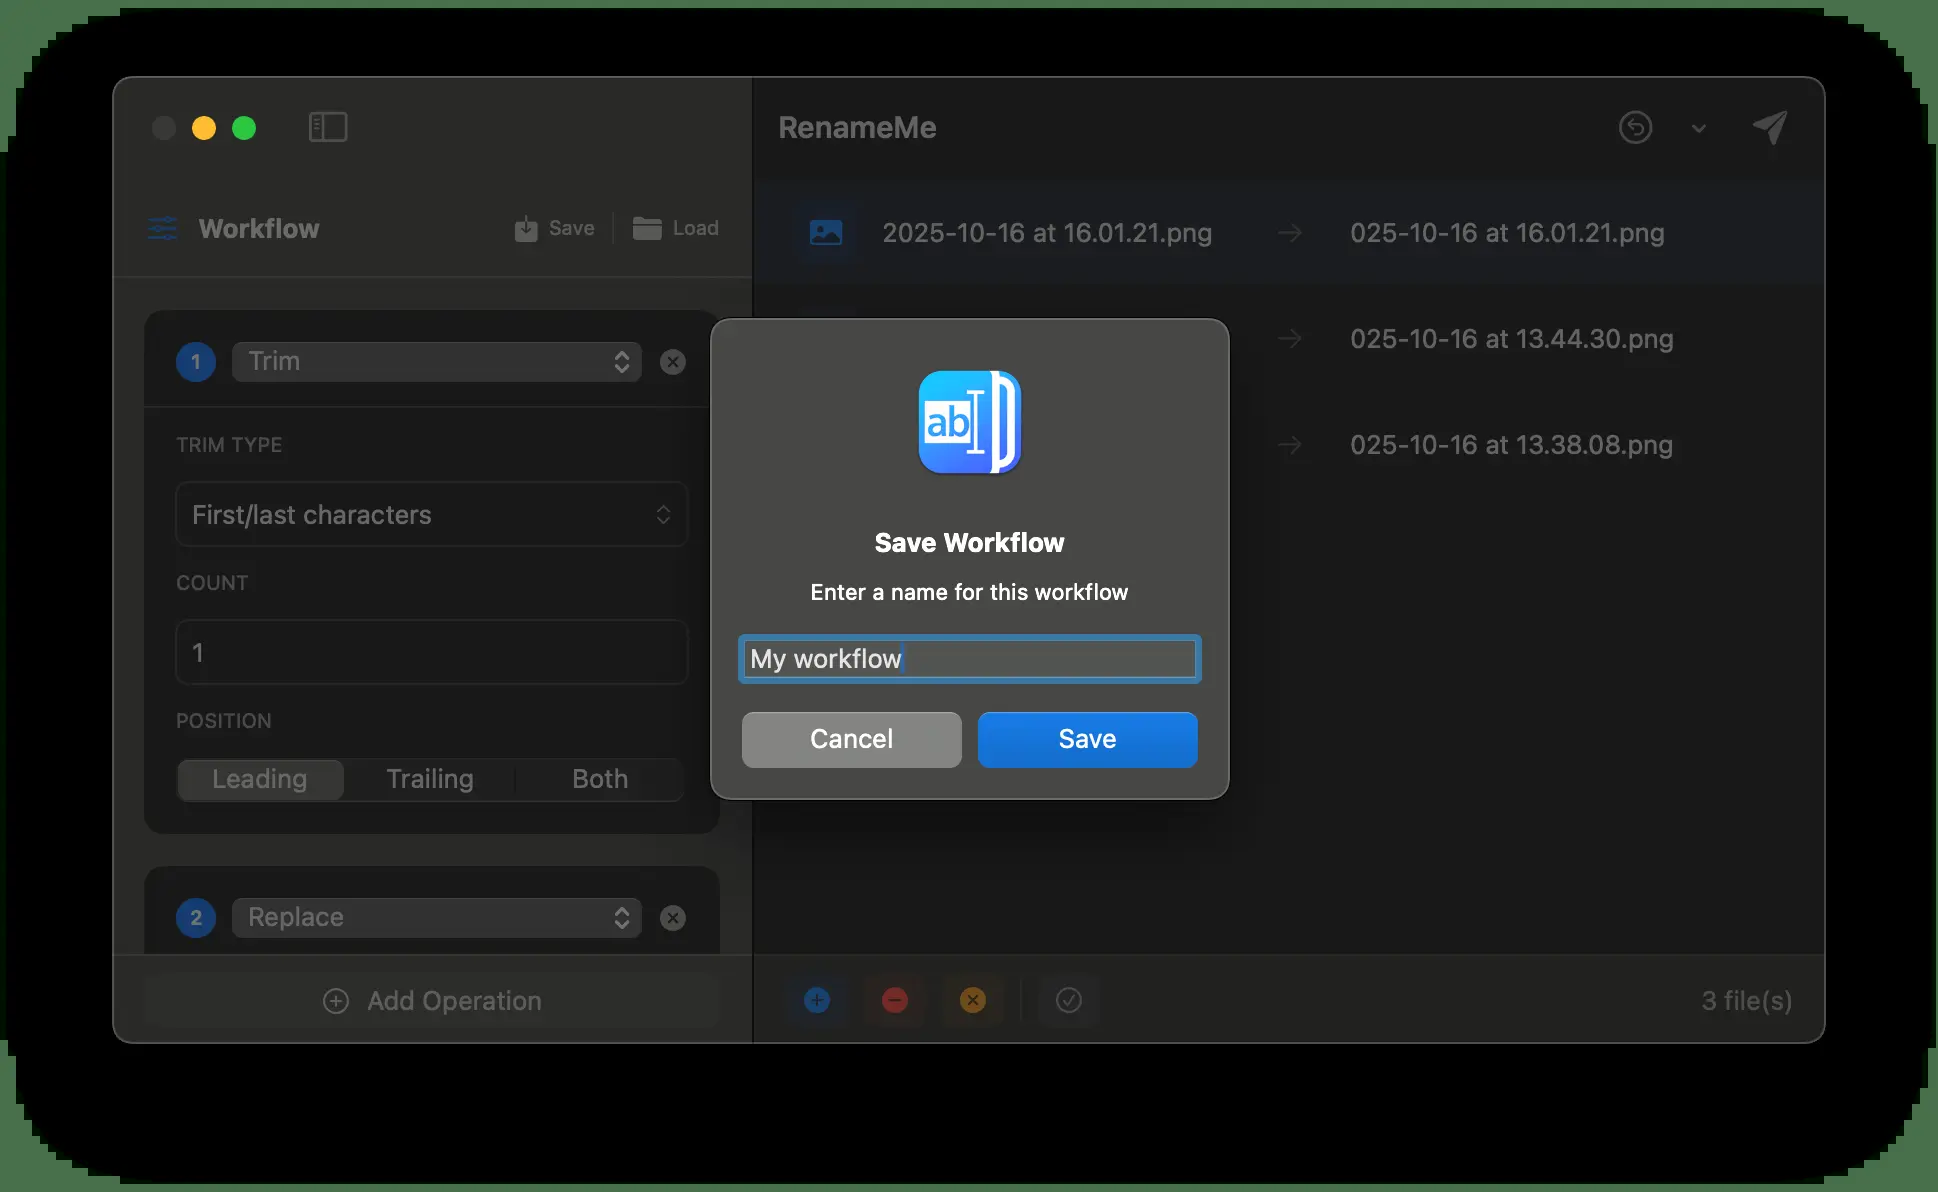 RenameMe
Workflow
Save
Load
2025-10-16 at 16.01.21.png
025-10-16 at 16.01.21.png
025-10-16 at 13.44.30.png
025-10-16 at 13.38.08.png
1
Trim
TRIM TYPE
First/last characters
COUNT
1
POSITION
Leading
Trailing
Both
2
Replace
Add Operation
ab
Save Workflow
Enter a name for this workflow
My workflow
Cancel
Save
3 file(s)